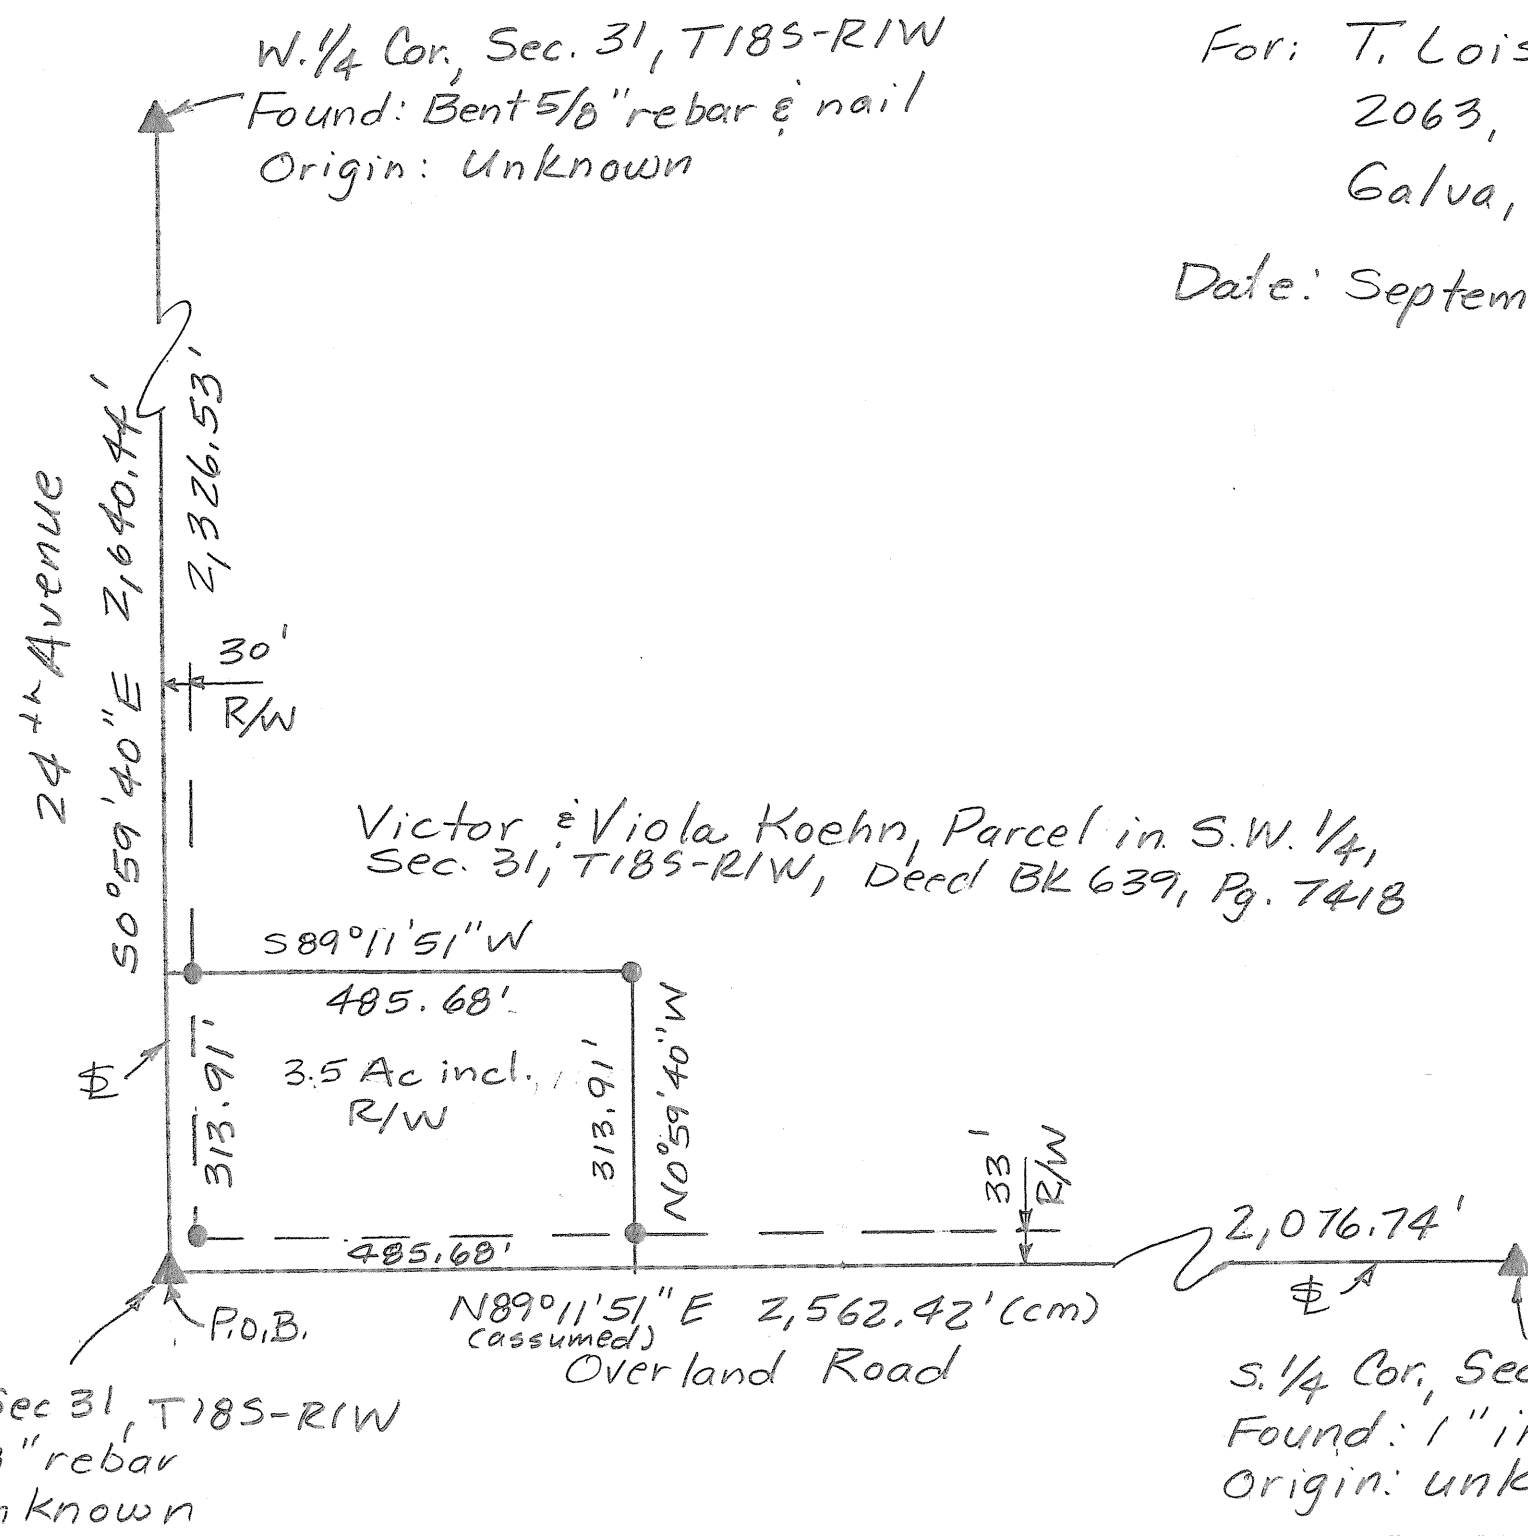 W. 1/4 Cor., Sec. 31, T18S-R1W
Found: Bent 5/8" rebar & nail
Origin: Unknown
For: T. Lois
2063,
Galva,
Date: Septem
24th Avenue
S0°59'40"E 2,640.44'
2,326.53'
30'
R/W
Victor & Viola Koehn, Parcel in S.W. 1/4,
Sec. 31, T18S-R1W, Deed BK 639, Pg. 7418
S89°11'51"W
485.68'
3.5 Ac incl.
R/W
313.91'
313.91'
N0°59'40"W
℄
33'
R/W
485.68'
2,076.74'
℄
P.O.B.
N89°11'51"E 2,562.42'(cm)
(assumed)
Overland Road
Sec 31, T18S-R1W
" rebar
nknown
S. 1/4 Cor., Sec
Found: 1" i
Origin: unk